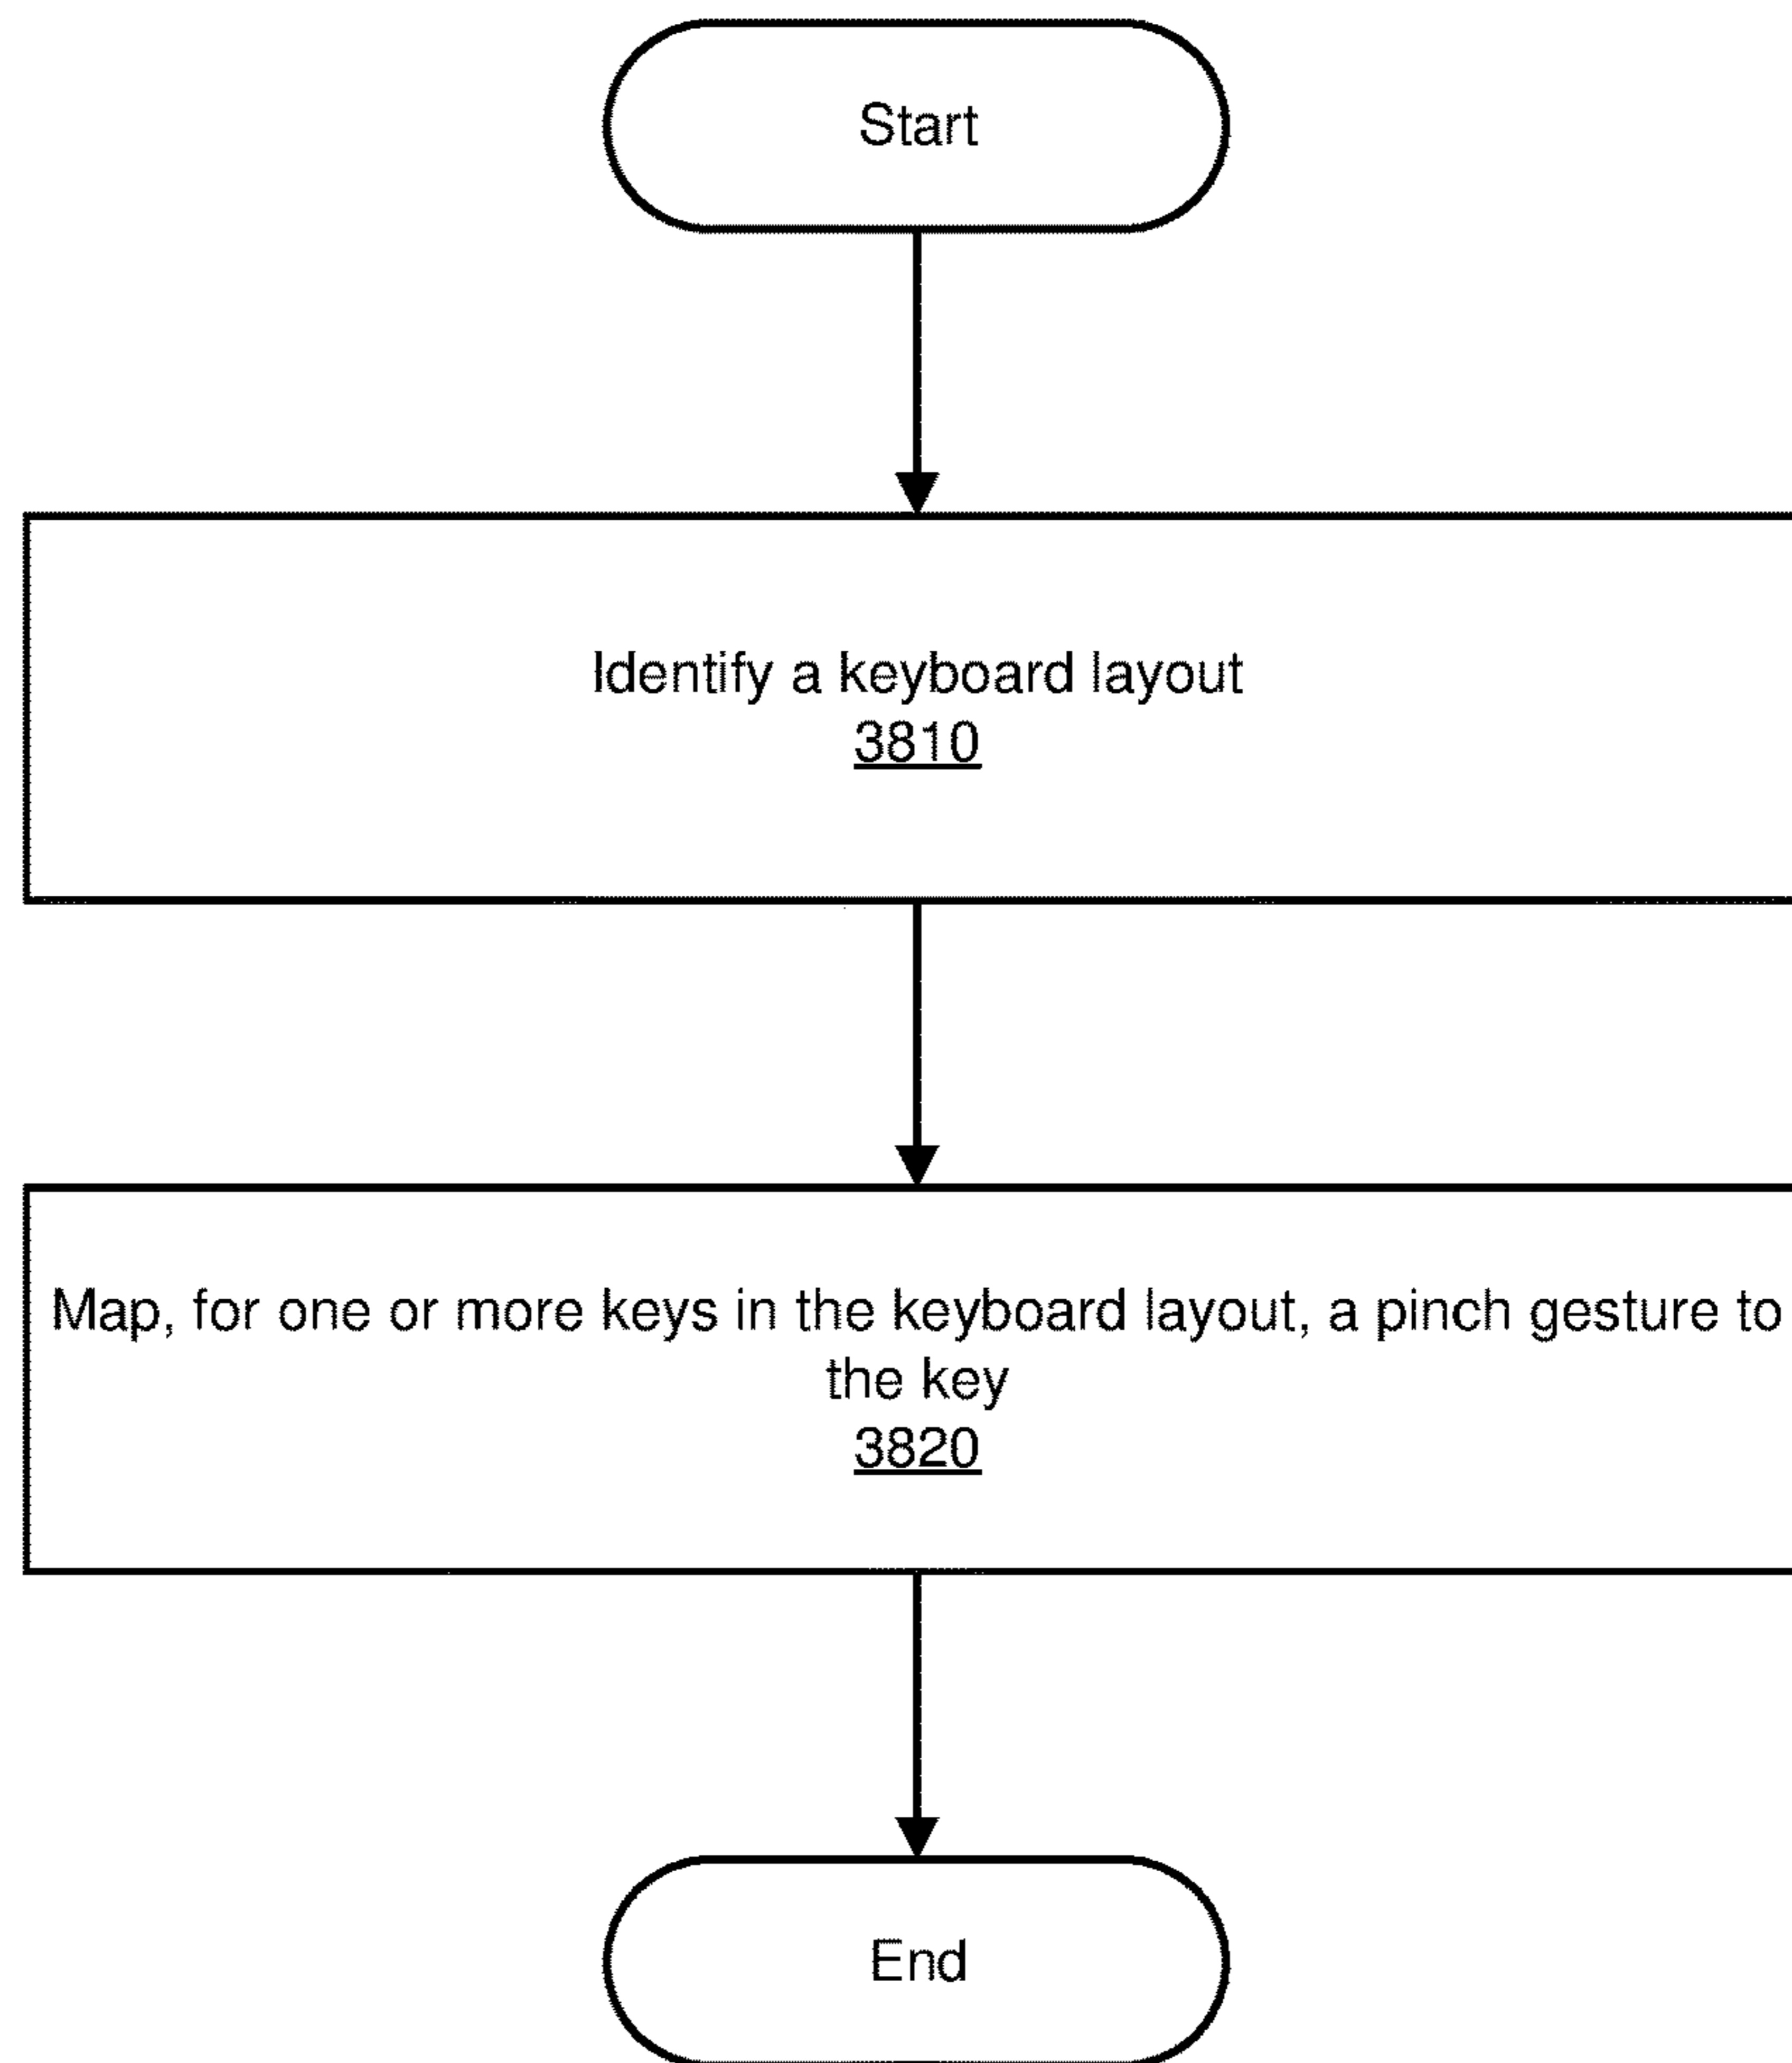 Start
Identify a keyboard layout
3810
Map, for one or more keys in the keyboard layout, a pinch gesture to
the key
3820
End